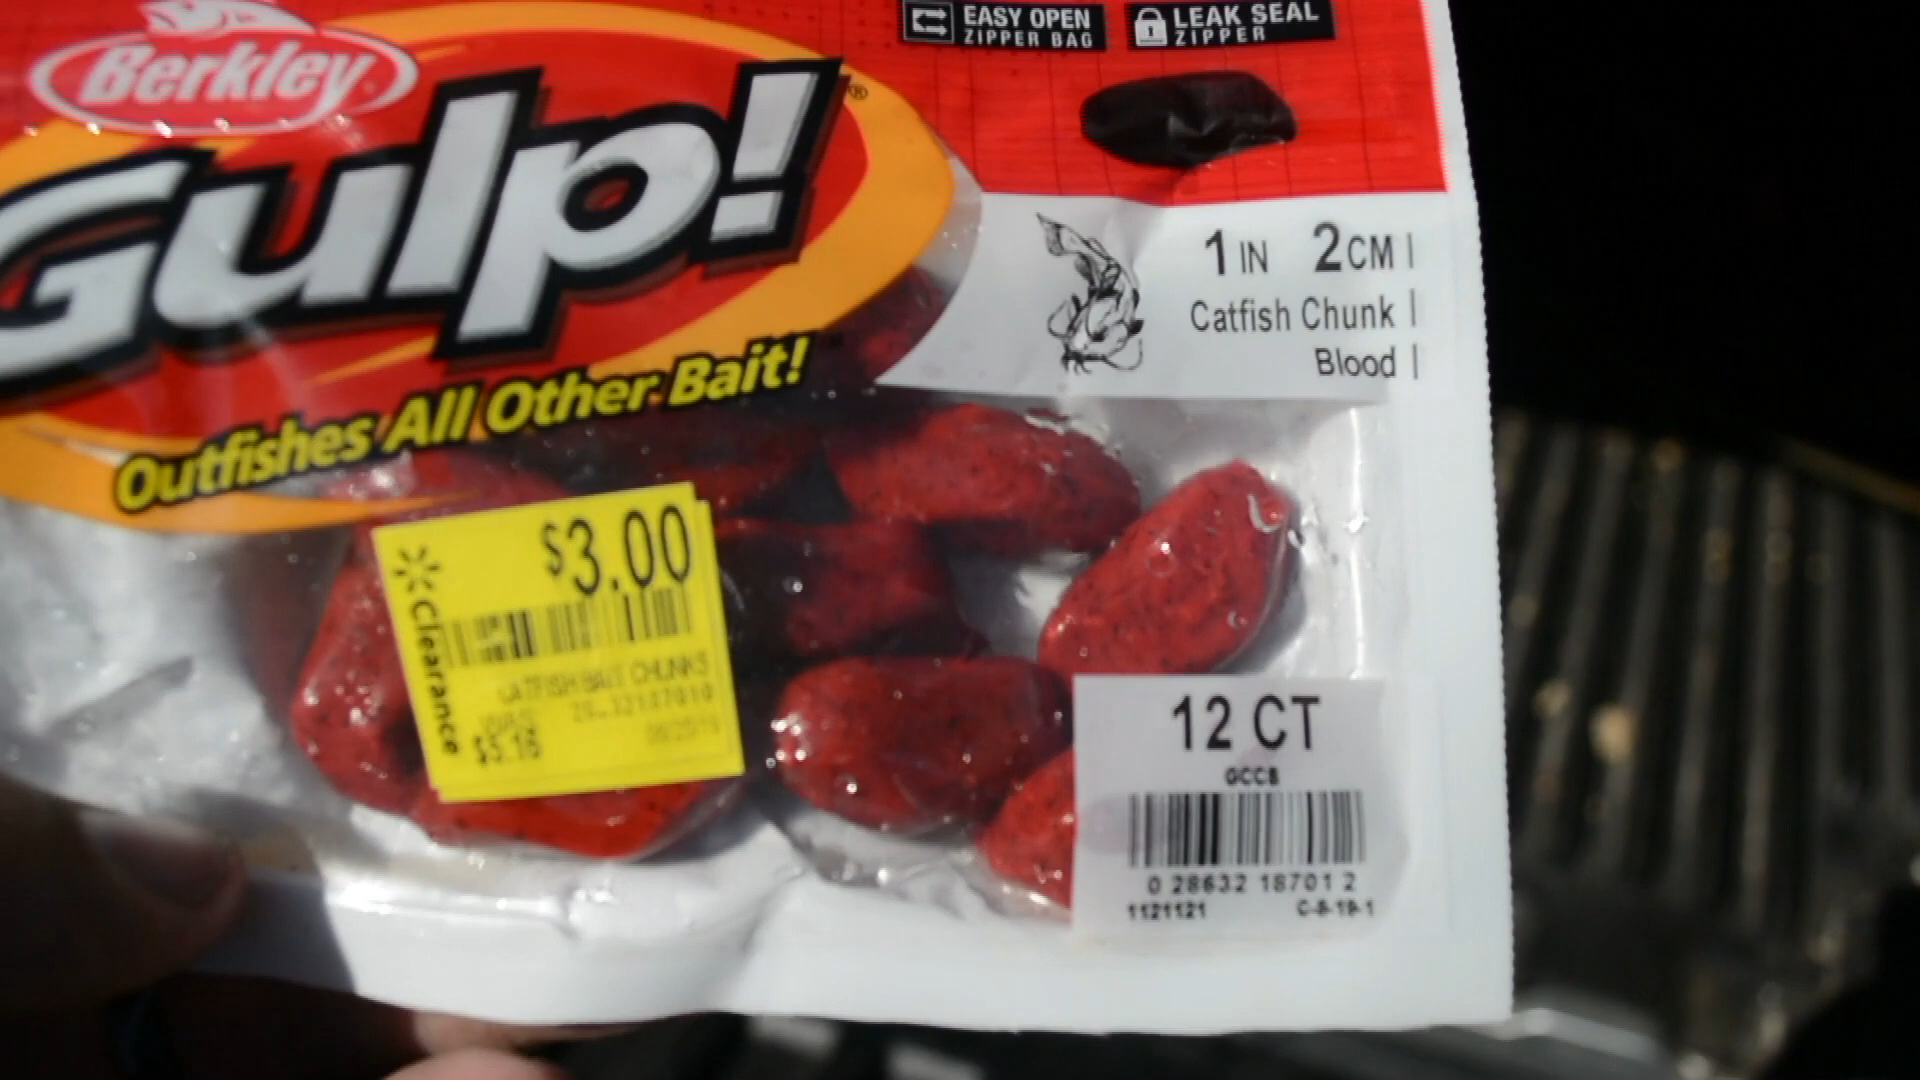 EASY OPEN
ZIPPER BAG
LEAK SEAL
ZIPPER
Berkley
Gulp!
®
Outfishes All Other Bait!
1 IN 2 CM
Catfish Chunk
Blood
$3.00
Clearance
CATFISH BAIT CHUNKS
WAS
$5.16
12 CT
GCCB
0 28632 18701 2
1121121 C-8-19-1